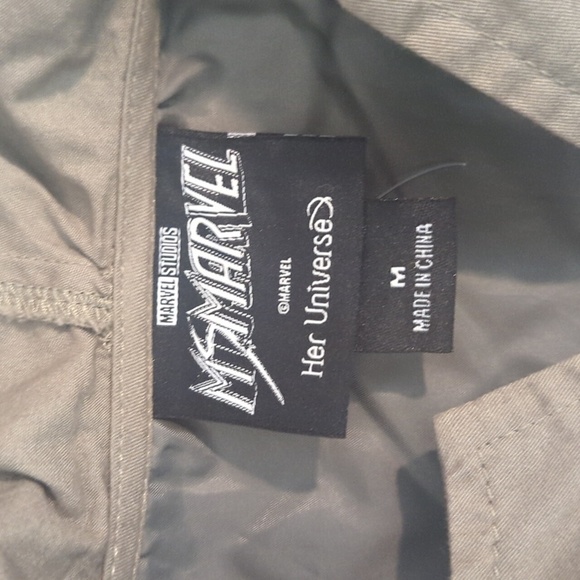 MARVEL STUDIOS
MS. MARVEL
©MARVEL
Her Universe
M
MADE IN CHINA